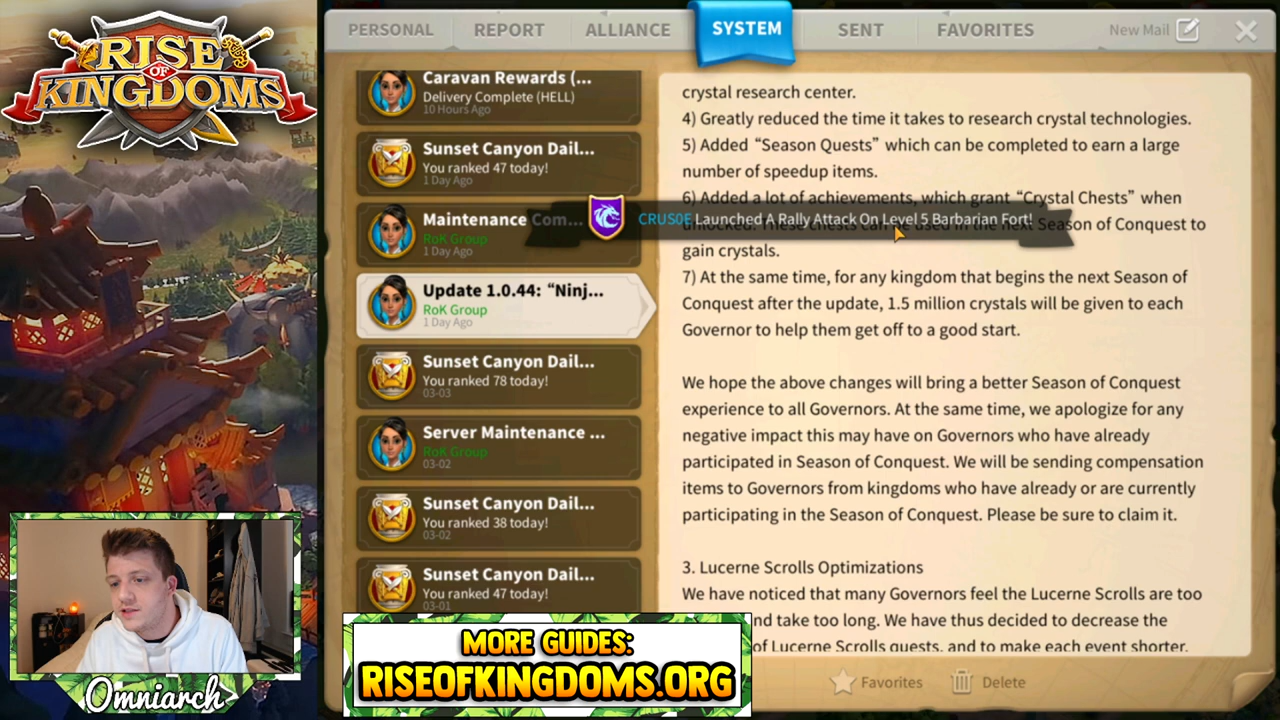 RISE
OF
KINGDOMS
PERSONAL
REPORT
ALLIANCE
SYSTEM
SENT
FAVORITES
New Mail
Caravan Rewards (...
Delivery Complete (HELL)
10 Hours Ago
Sunset Canyon Dail...
You ranked 47 today!
1 Day Ago
Maintenance Com...
RoK Group
1 Day Ago
Update 1.0.44: “Ninj...
RoK Group
1 Day Ago
Sunset Canyon Dail...
You ranked 78 today!
03-03
Server Maintenance ...
RoK Group
03-02
Sunset Canyon Dail...
You ranked 38 today!
03-02
Sunset Canyon Dail...
You ranked 47 today!
03-01
crystal research center.
4) Greatly reduced the time it takes to research crystal technologies.
5) Added “Season Quests” which can be completed to earn a large
number of speedup items.
6) Added a lot of achievements, which grant “Crystal Chests” when
CRUS0E Launched A Rally Attack On Level 5 Barbarian Fort!
unlocked. These chests can be used in the next Season of Conquest to
gain crystals.
7) At the same time, for any kingdom that begins the next Season of
Conquest after the update, 1.5 million crystals will be given to each
Governor to help them get off to a good start.
We hope the above changes will bring a better Season of Conquest
experience to all Governors. At the same time, we apologize for any
negative impact this may have on Governors who have already
participated in Season of Conquest. We will be sending compensation
items to Governors from kingdoms who have already or are currently
participating in the Season of Conquest. Please be sure to claim it.
3. Lucerne Scrolls Optimizations
We have noticed that many Governors feel the Lucerne Scrolls are too
nd take too long. We have thus decided to decrease the
of Lucerne Scrolls quests, and to make each event shorter.
Favorites
Delete
MORE GUIDES:
RISEOFKINGDOMS.ORG
Omniarch